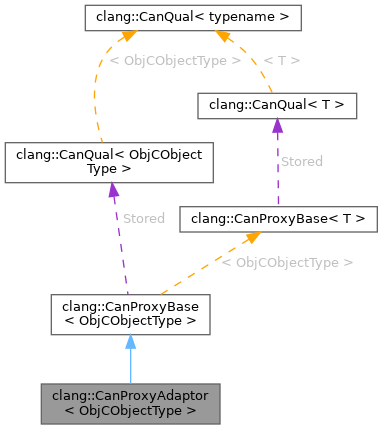 clang::CanQual< typename >
< ObjCObjectType >
< T >
clang::CanQual< T >
clang::CanQual< ObjCObject
Type >
Stored
clang::CanProxyBase< T >
Stored
< ObjCObjectType >
clang::CanProxyBase
< ObjCObjectType >
clang::CanProxyAdaptor
< ObjCObjectType >